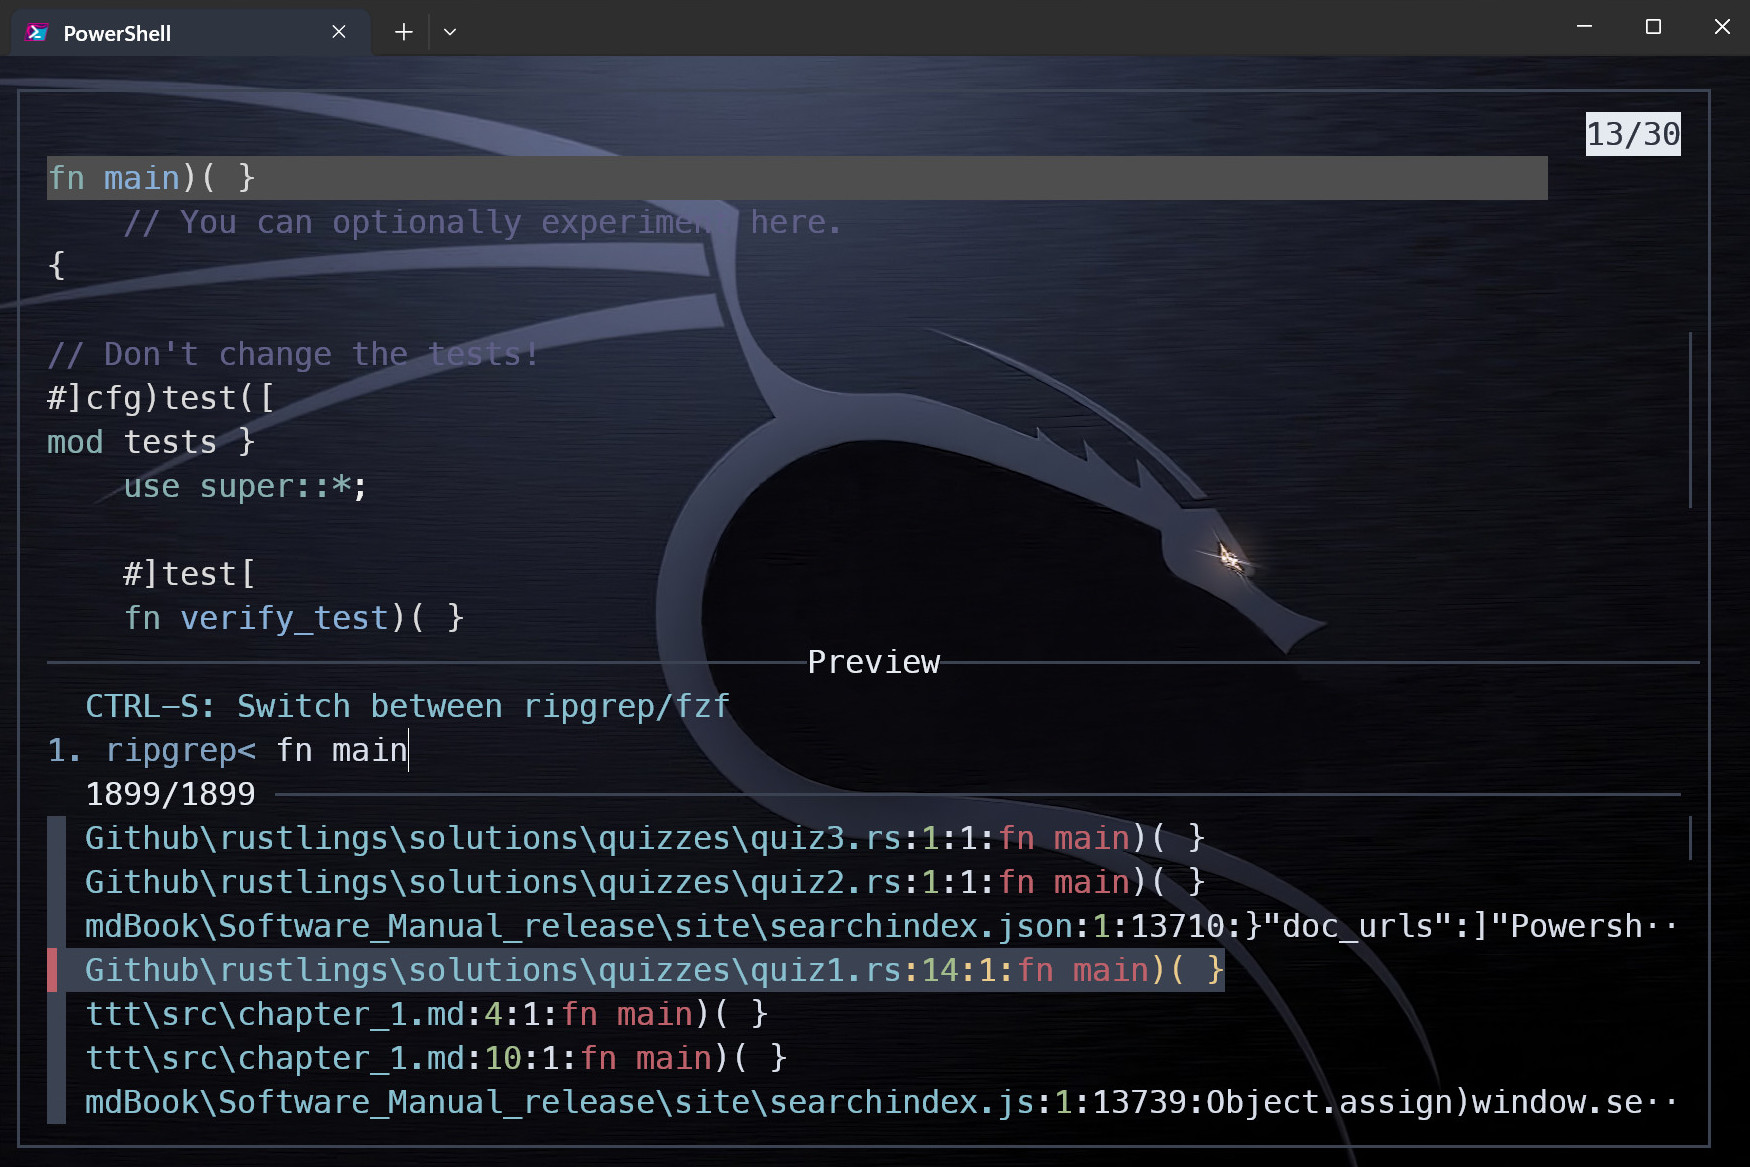 PowerShell
13/30
fn main)( }
// You can optionally experiment here.
{
// Don't change the tests!
#]cfg)test([
mod tests }
use super::*;
#]test[
fn verify_test)( }
Preview
CTRL-S: Switch between ripgrep/fzf
1. ripgrep< fn main
1899/1899
Github\rustlings\solutions\quizzes\quiz3.rs:1:1:fn main)( }
Github\rustlings\solutions\quizzes\quiz2.rs:1:1:fn main)( }
mdBook\Software_Manual_release\site\searchindex.json:1:13710:}"doc_urls":]"Powersh··
Github\rustlings\solutions\quizzes\quiz1.rs:14:1:fn main)( }
ttt\src\chapter_1.md:4:1:fn main)( }
ttt\src\chapter_1.md:10:1:fn main)( }
mdBook\Software_Manual_release\site\searchindex.js:1:13739:Object.assign)window.se··